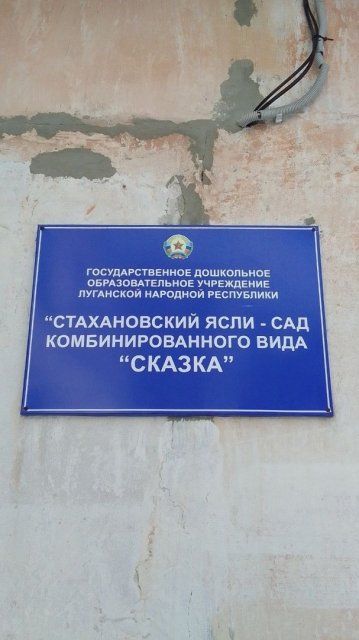 ГОСУДАРСТВЕННОЕ ДОШКОЛЬНОЕ
ОБРАЗОВАТЕЛЬНОЕ УЧРЕЖДЕНИЕ
ЛУГАНСКОЙ НАРОДНОЙ РЕСПУБЛИКИ
“СТАХАНОВСКИЙ ЯСЛИ - САД
КОМБИНИРОВАННОГО ВИДА
“СКАЗКА”